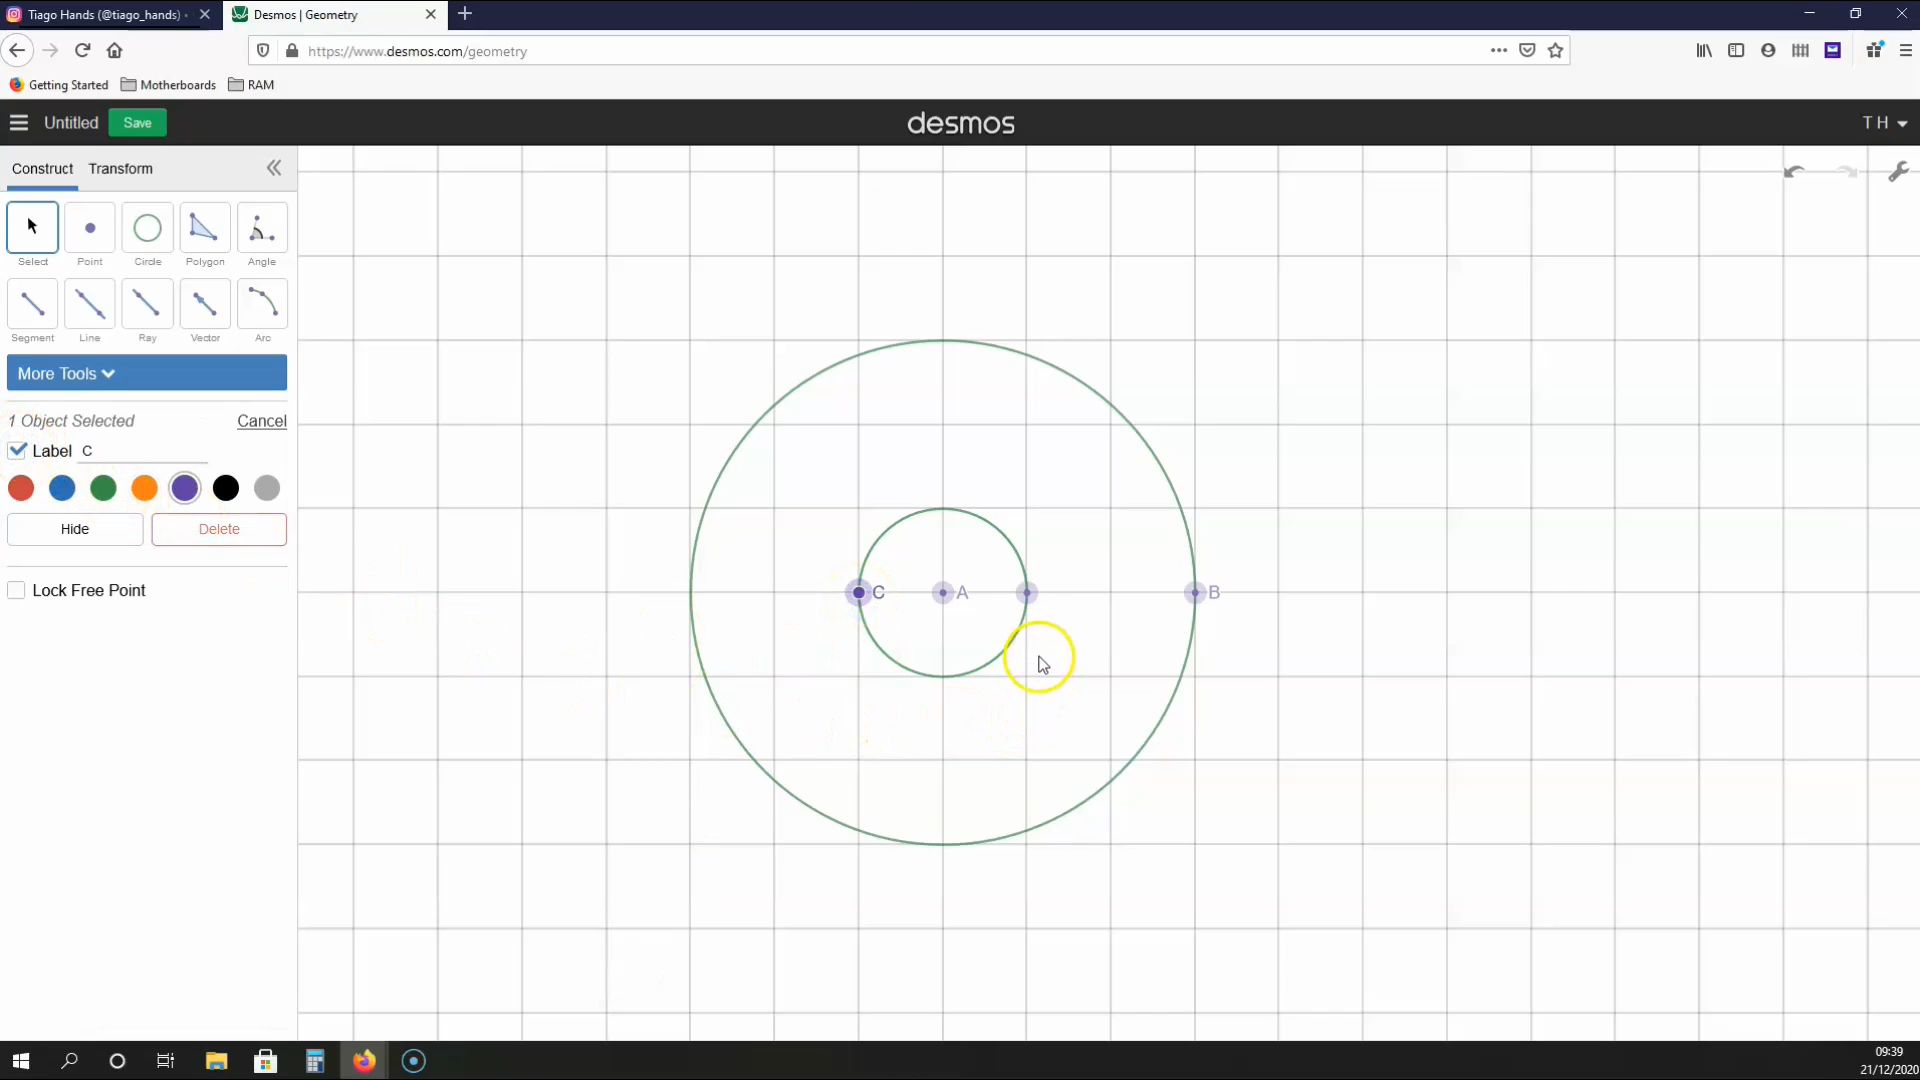 Tiago Hands (@tiago_hands) -
Desmos | Geometry
https://www.desmos.com/geometry
Getting Started
Motherboards
RAM
Untitled
Save
desmos
T H
Construct
Transform
Select
Point
Circle
Polygon
Angle
Segment
Line
Ray
Vector
Arc
More Tools
1 Object Selected
Cancel
Label C
Hide
Delete
Lock Free Point
C
A
B
09:39
21/12/2020